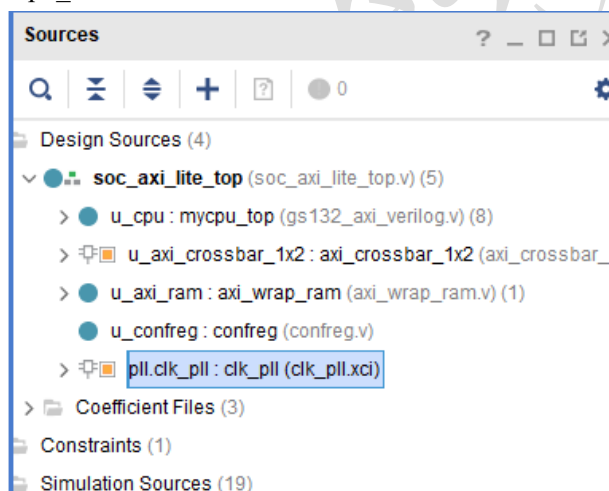 Sources
? _
0
Design Sources (4)
soc_axi_lite_top (soc_axi_lite_top.v) (5)
u_cpu : mycpu_top (gs132_axi_verilog.v) (8)
u_axi_crossbar_1x2 : axi_crossbar_1x2 (axi_crossbar_
u_axi_ram : axi_wrap_ram (axi_wrap_ram.v) (1)
u_confreg : confreg (confreg.v)
pll.clk_pll : clk_pll (clk_pll.xci)
Coefficient Files (3)
Constraints (1)
Simulation Sources (19)